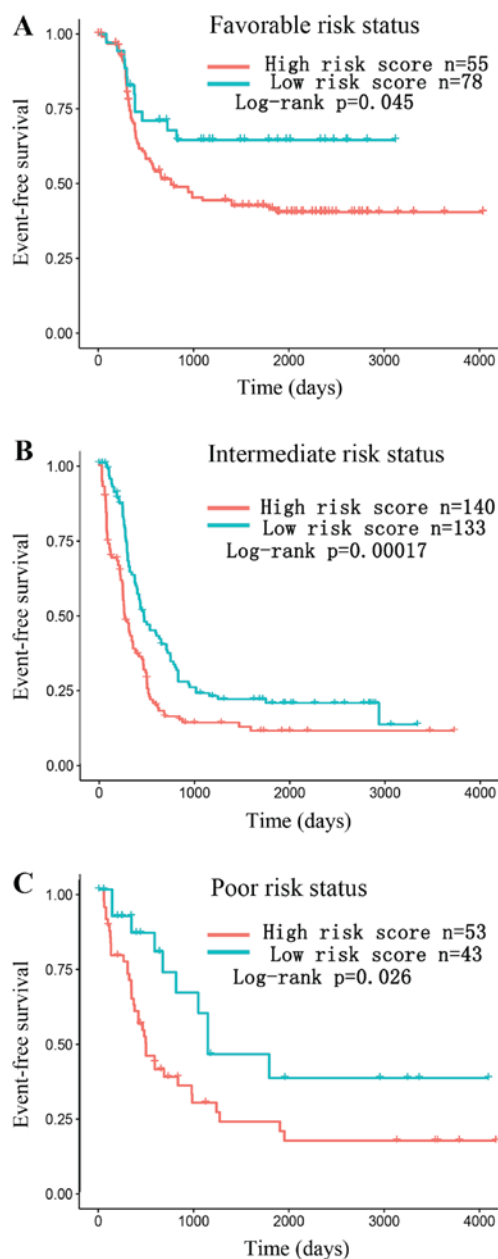 A
Favorable risk status
High risk score n=55
Low risk score n=78
Log-rank p=0.045
Event-free survival
1.00
0.75
0.50
0.25
0.00
0 1000 2000 3000 4000
Time (days)
B
Intermediate risk status
High risk score n=140
Low risk score n=133
Log-rank p=0.00017
Event-free survival
1.00
0.75
0.50
0.25
0.00
0 1000 2000 3000 4000
Time (days)
C
Poor risk status
High risk score n=53
Low risk score n=43
Log-rank p=0.026
Event-free survival
1.00
0.75
0.50
0.25
0.00
0 1000 2000 3000 4000
Time (days)